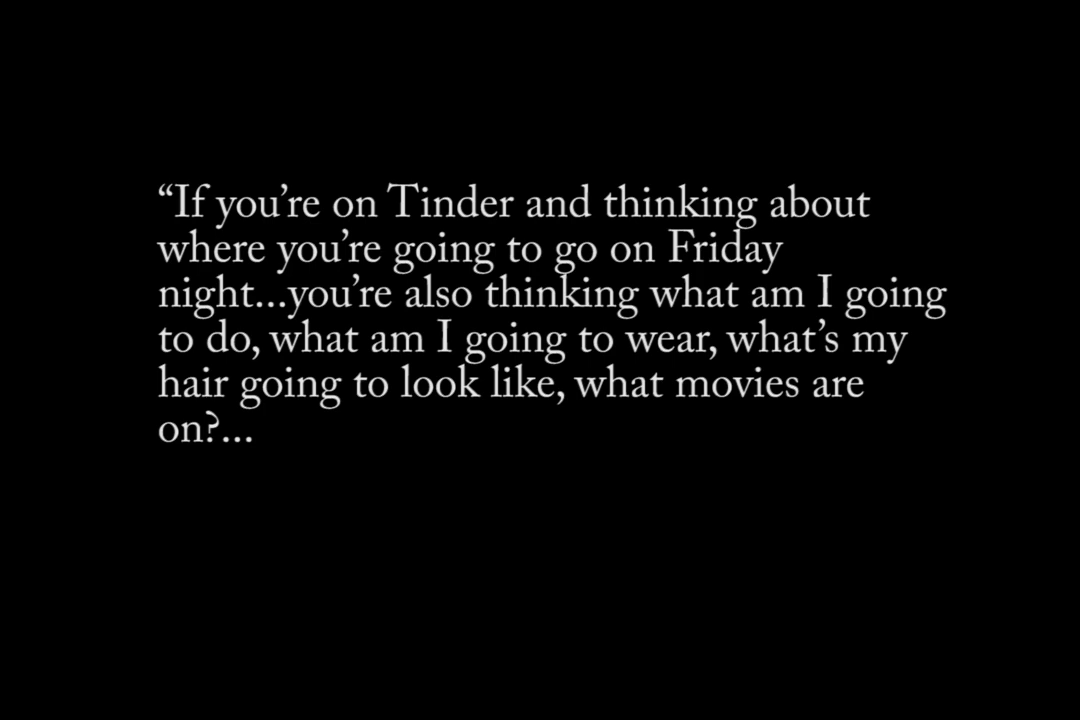 “If you’re on Tinder and thinking about
where you’re going to go on Friday
night...you’re also thinking what am I going
to do, what am I going to wear, what’s my
hair going to look like, what movies are
on?...